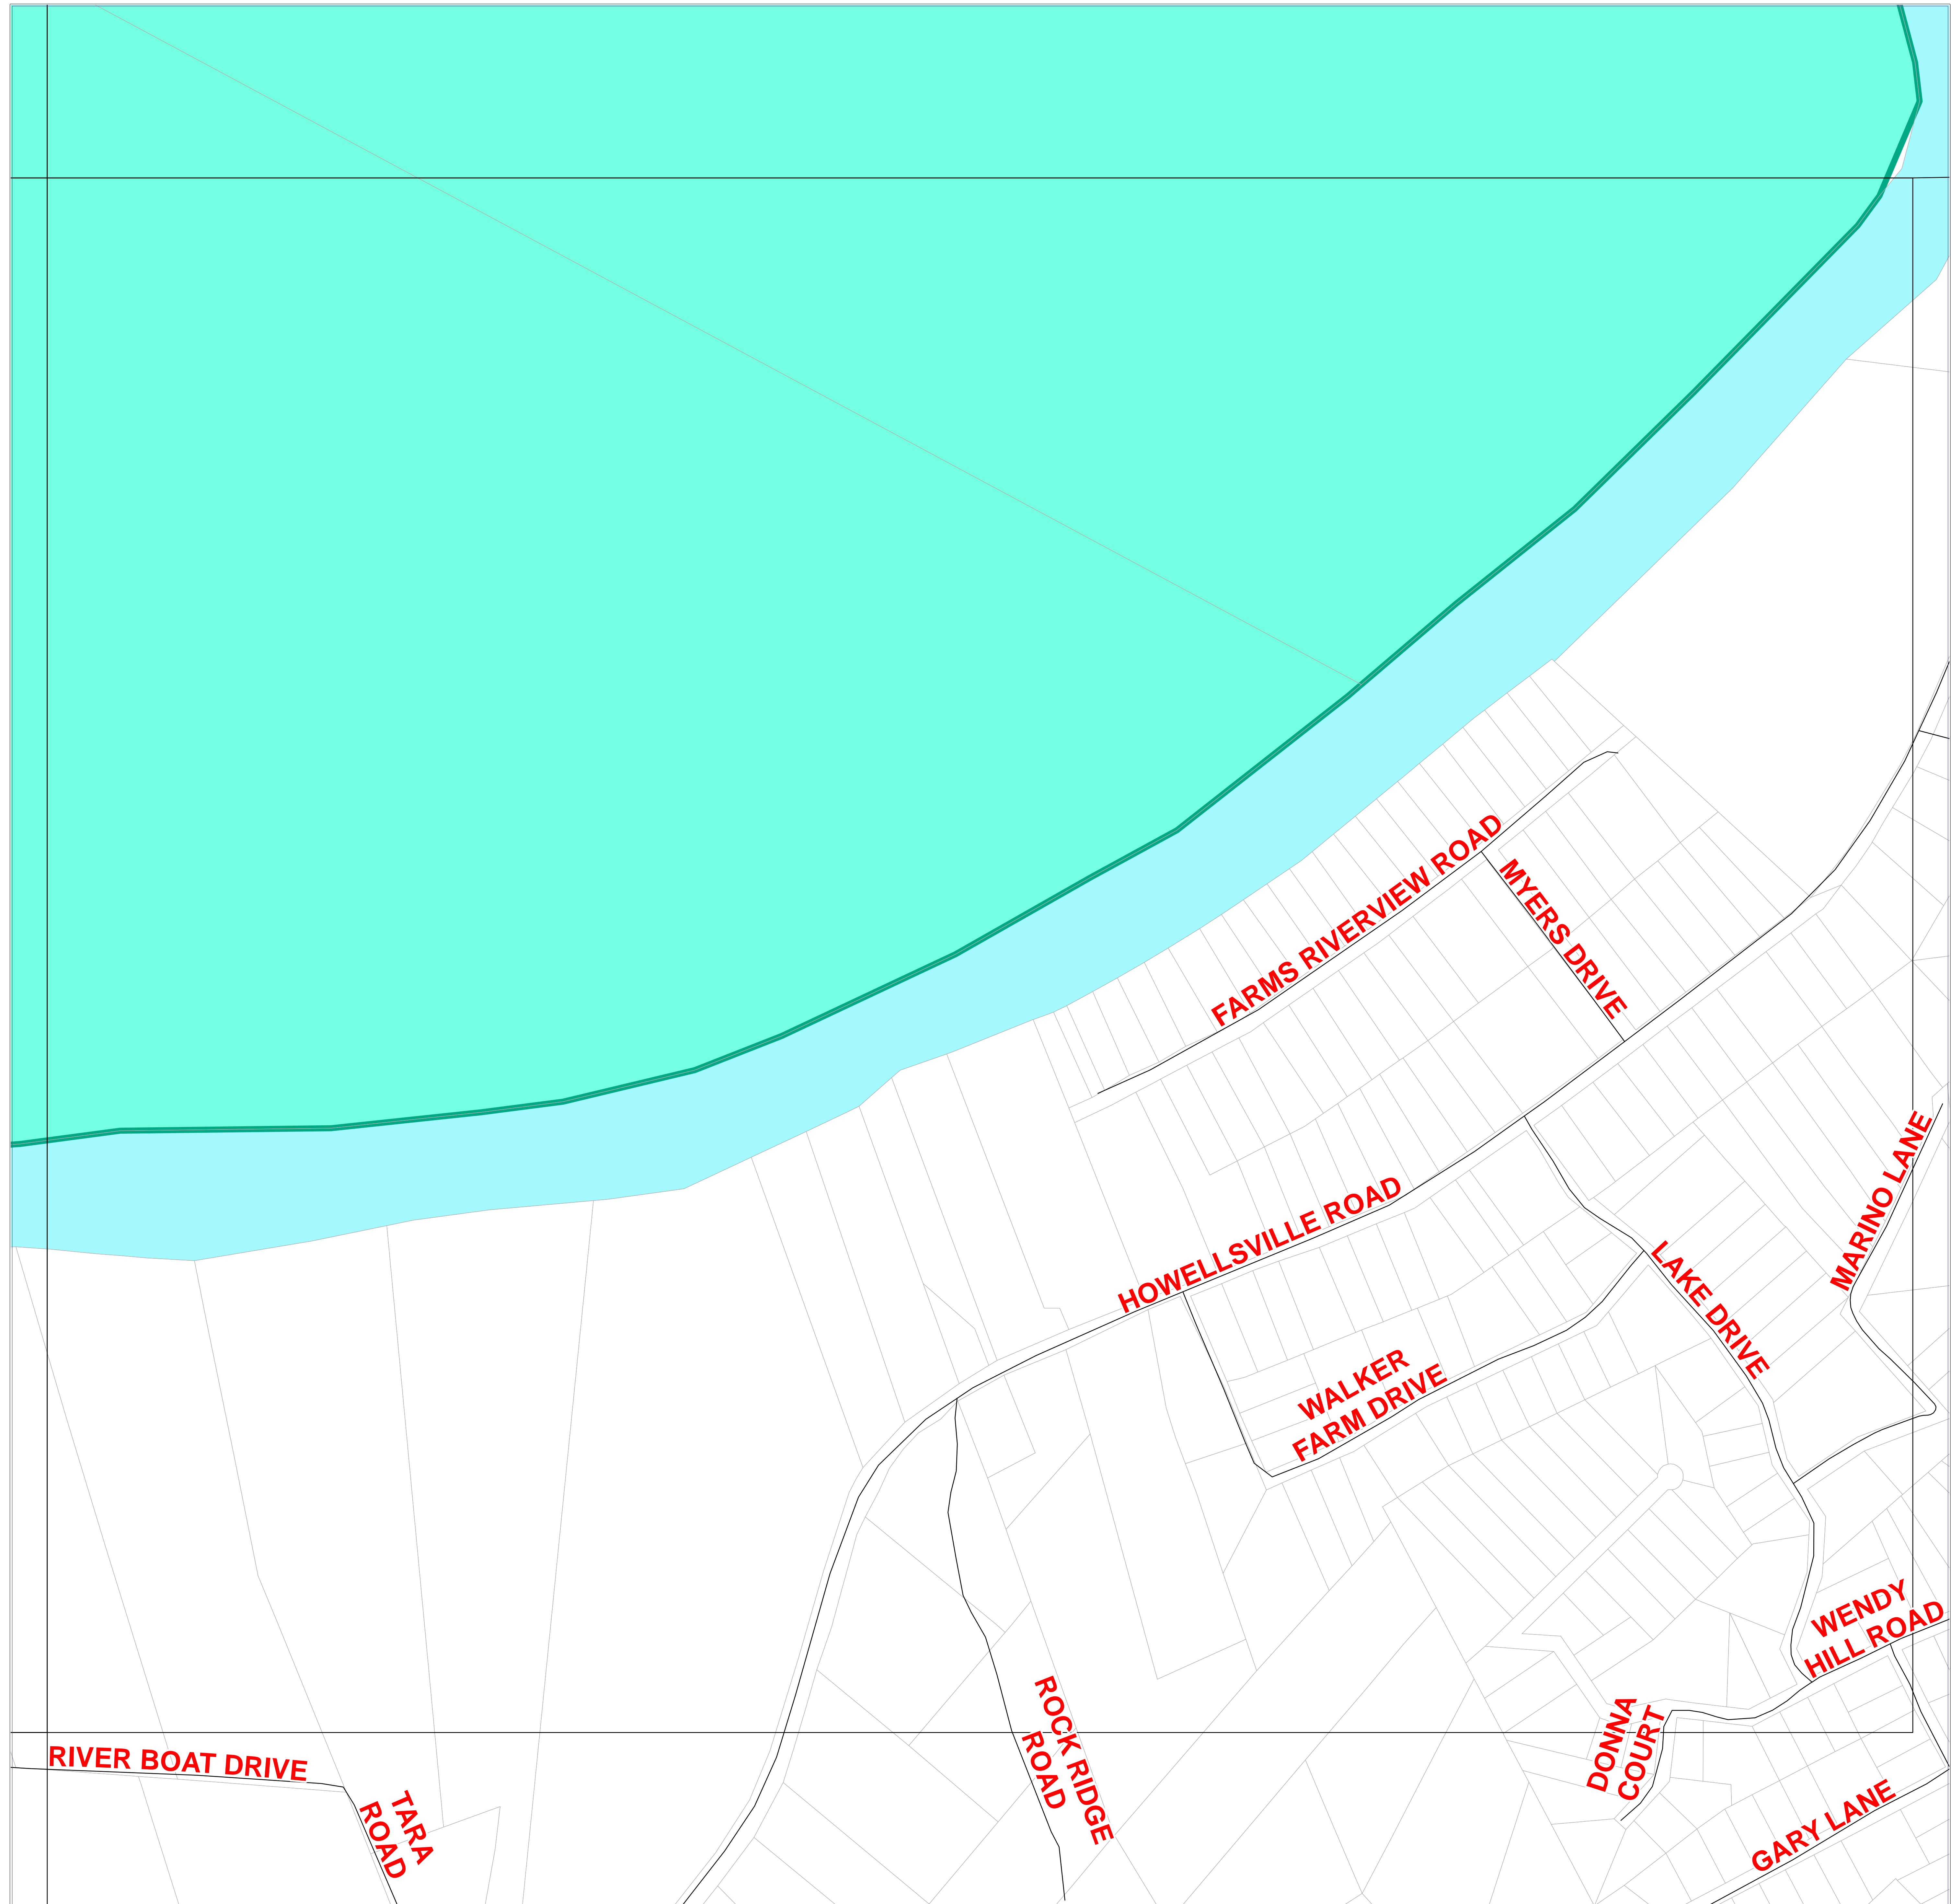 FARMS RIVERVIEW ROAD
MYERS DRIVE
HOWELLSVILLE ROAD
MARINO LANE
LAKE DRIVE
WALKER
FARM DRIVE
WENDY
HILL ROAD
ROCK RIDGE
ROAD
DONNA
COURT
RIVER BOAT DRIVE
TARA
ROAD
GARY LANE